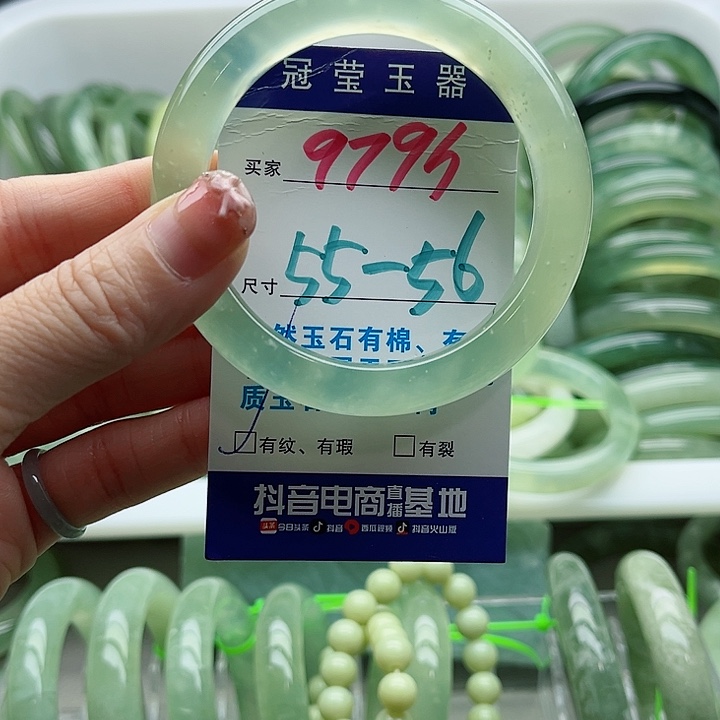 冠莹玉器
买家 9795
尺寸 55-56
然玉石有棉、有
质玉
有纹、有瑕 有裂
抖音电商直播基地
头条 今日头条 抖音 西瓜视频 抖音火山版